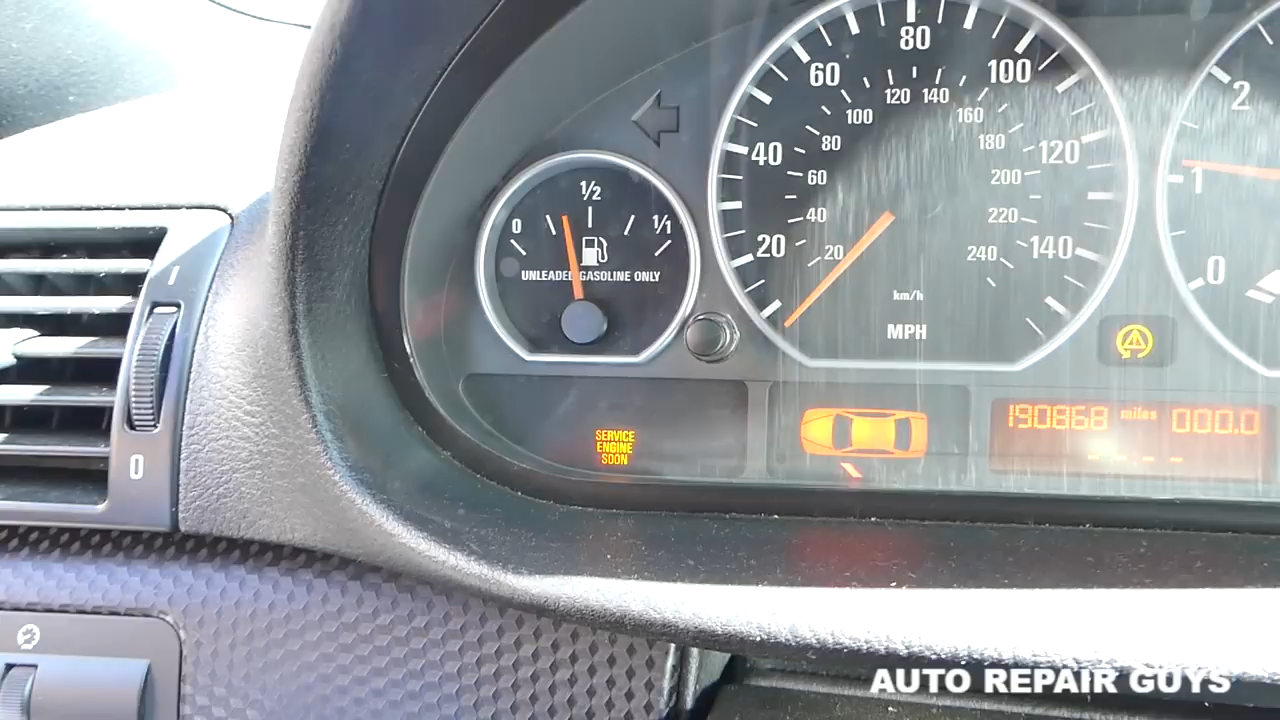 80
60
100
120 140
100
160
2
80
180
40
120
60
200
1
1/2
0
1/1
40
220
20
20
240
140
0
UNLEADED GASOLINE ONLY
km/h
MPH
190868 miles 000.0
- - - -
SERVICE
ENGINE
SOON
0
AUTO REPAIR GUYS